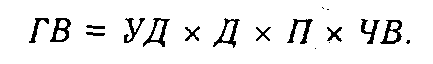 ГВ = УД × Д × П × ЧВ.